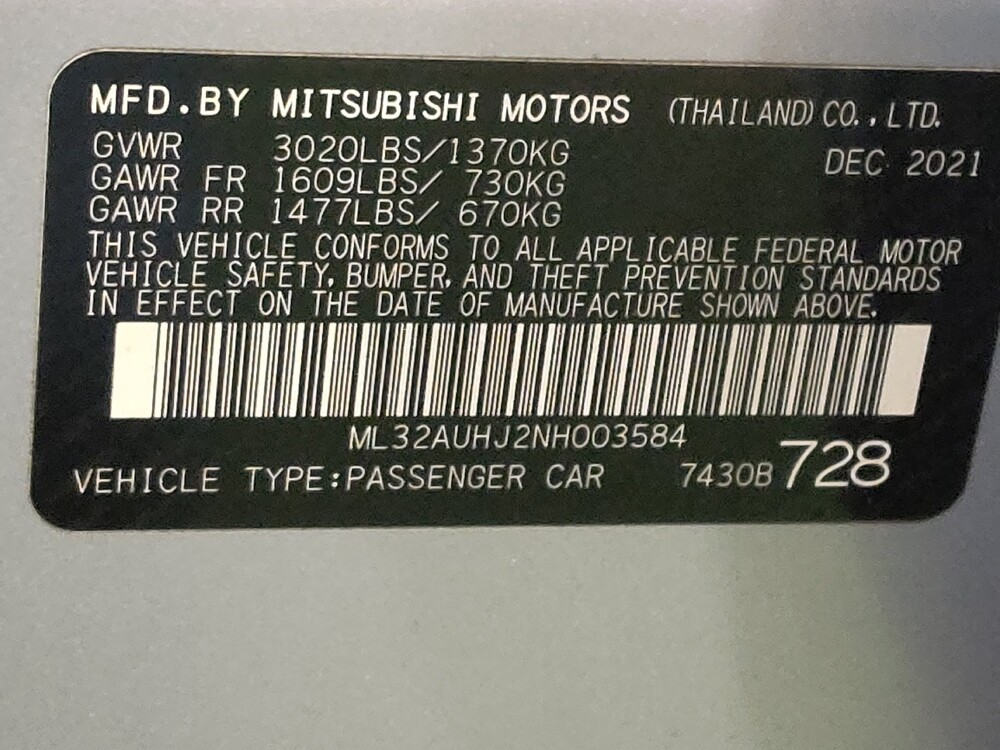 MFD.BY MITSUBISHI MOTORS (THAILAND) CO., LTD.
GVWR 3020LBS/1370KG DEC 2021
GAWR FR 1609LBS/ 730KG
GAWR RR 1477LBS/ 670KG
THIS VEHICLE CONFORMS TO ALL APPLICABLE FEDERAL MOTOR
VEHICLE SAFETY, BUMPER, AND THEFT PREVENTION STANDARDS
IN EFFECT ON THE DATE OF MANUFACTURE SHOWN ABOVE.
ML32AUHJ2NH003584
VEHICLE TYPE:PASSENGER CAR 7430B 728